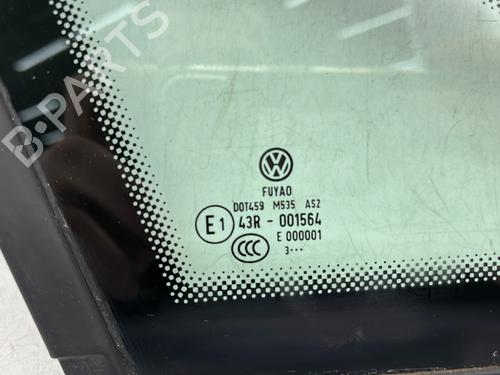 B-PARTS
FUYAO
DOT459 M535 AS2
E1 43R - 001564
E 000001
CCC
3···